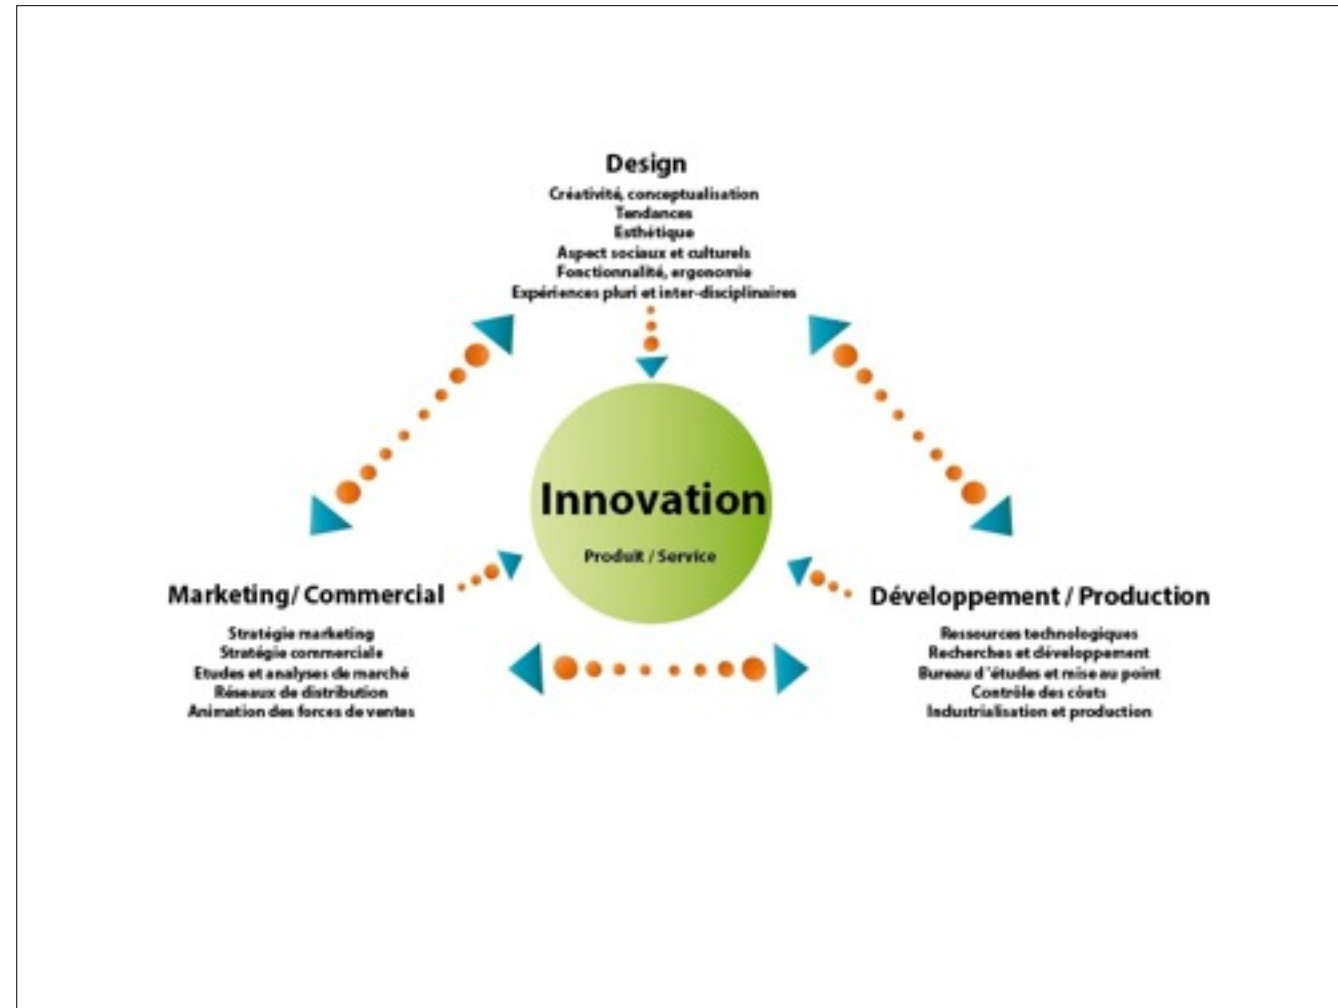 Design
Créativité, conceptualisation
Tendances
Esthétique
Aspect sociaux et culturels
Fonctionnalité, ergonomie
Expériences pluri et inter-disciplinaires
Innovation
Produit / Service
Marketing/ Commercial
Stratégie marketing
Stratégie commerciale
Etudes et analyses de marché
Réseaux de distribution
Animation des forces de ventes
Développement / Production
Ressources technologiques
Recherches et développement
Bureau d'études et mise au point
Contrôle des côuts
Industrialisation et production